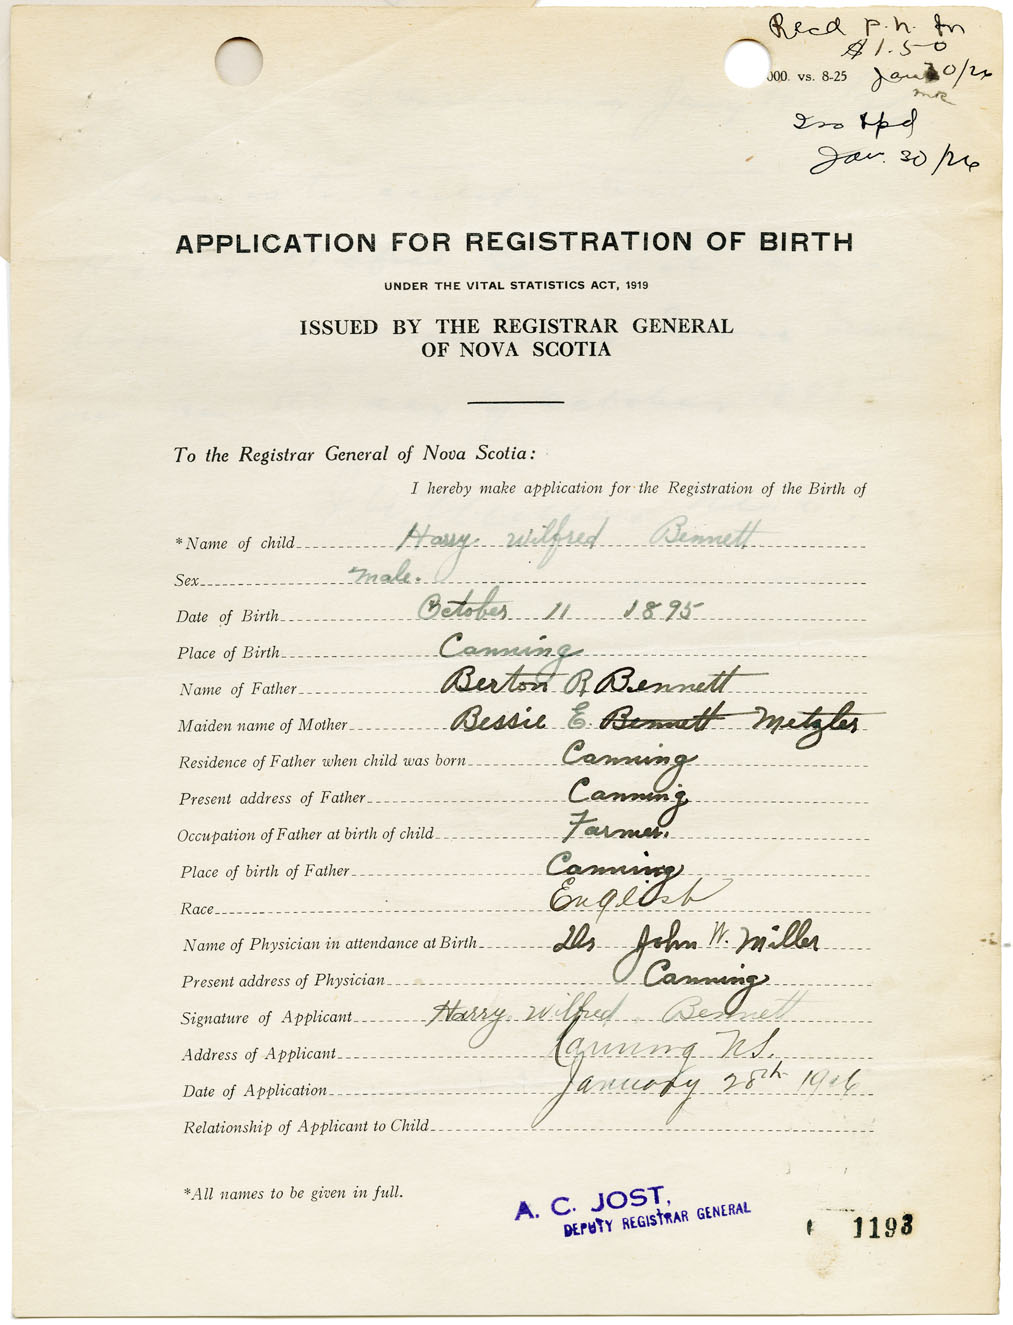 Recd P.N. for
$1.50
000. vs. 8-25 Jan 30/26
Iss & pd
Jan. 30/26
APPLICATION FOR REGISTRATION OF BIRTH
UNDER THE VITAL STATISTICS ACT, 1919
ISSUED BY THE REGISTRAR GENERAL
OF NOVA SCOTIA
To the Registrar General of Nova Scotia:
I hereby make application for the Registration of the Birth of
*Name of child Harry Wilfred Bennett
Sex male.
Date of Birth October 11 1895
Place of Birth Canning
Name of Father Berton R Bennett
Maiden name of Mother Bessie E. Bennett Metzler
Residence of Father when child was born Canning
Present address of Father Canning
Occupation of Father at birth of child Farmer.
Place of birth of Father Canning
Race English
Name of Physician in attendance at Birth Drs John W. Miller
Present address of Physician Canning
Signature of Applicant Harry Wilfred Bennett
Address of Applicant Canning NS.
Date of Application January 28th 1926
Relationship of Applicant to Child
*All names to be given in full.
A. C. JOST,
DEPUTY REGISTRAR GENERAL
1193